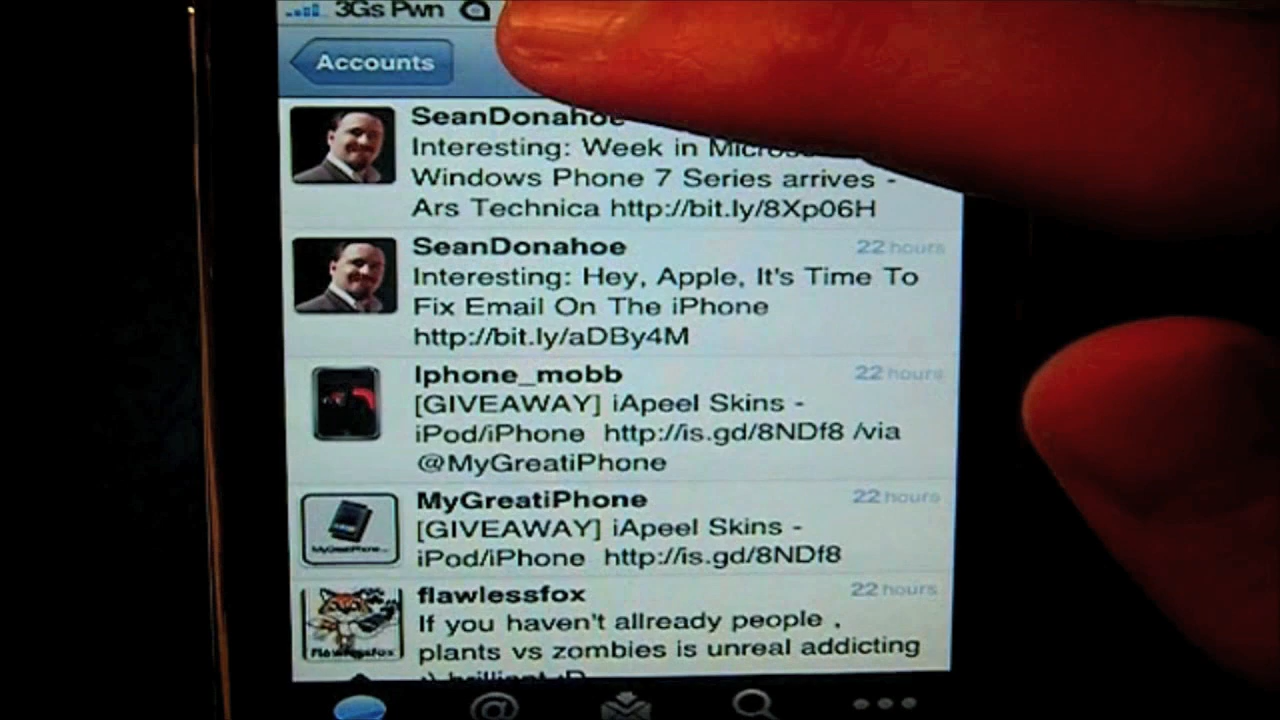 3Gs Pwn
Accounts
SeanDonahoe
Interesting: Week in
Windows Phone 7 Series arrives -
Ars Technica http://bit.ly/8Xp06H
SeanDonahoe 22 hours
Interesting: Hey, Apple, It's Time To
Fix Email On The iPhone
http://bit.ly/aDBy4M
Iphone_mobb 22 hours
[GIVEAWAY] iApeel Skins -
iPod/iPhone http://is.gd/8NDf8 /via
@MyGreatiPhone
MyGreatiPhone 22 hours
[GIVEAWAY] iApeel Skins -
iPod/iPhone http://is.gd/8NDf8
MyGreatiPhone...
flawlessfox 22 hours
If you haven't allready people ,
plants vs zombies is unreal addicting
Flawlessfox
@